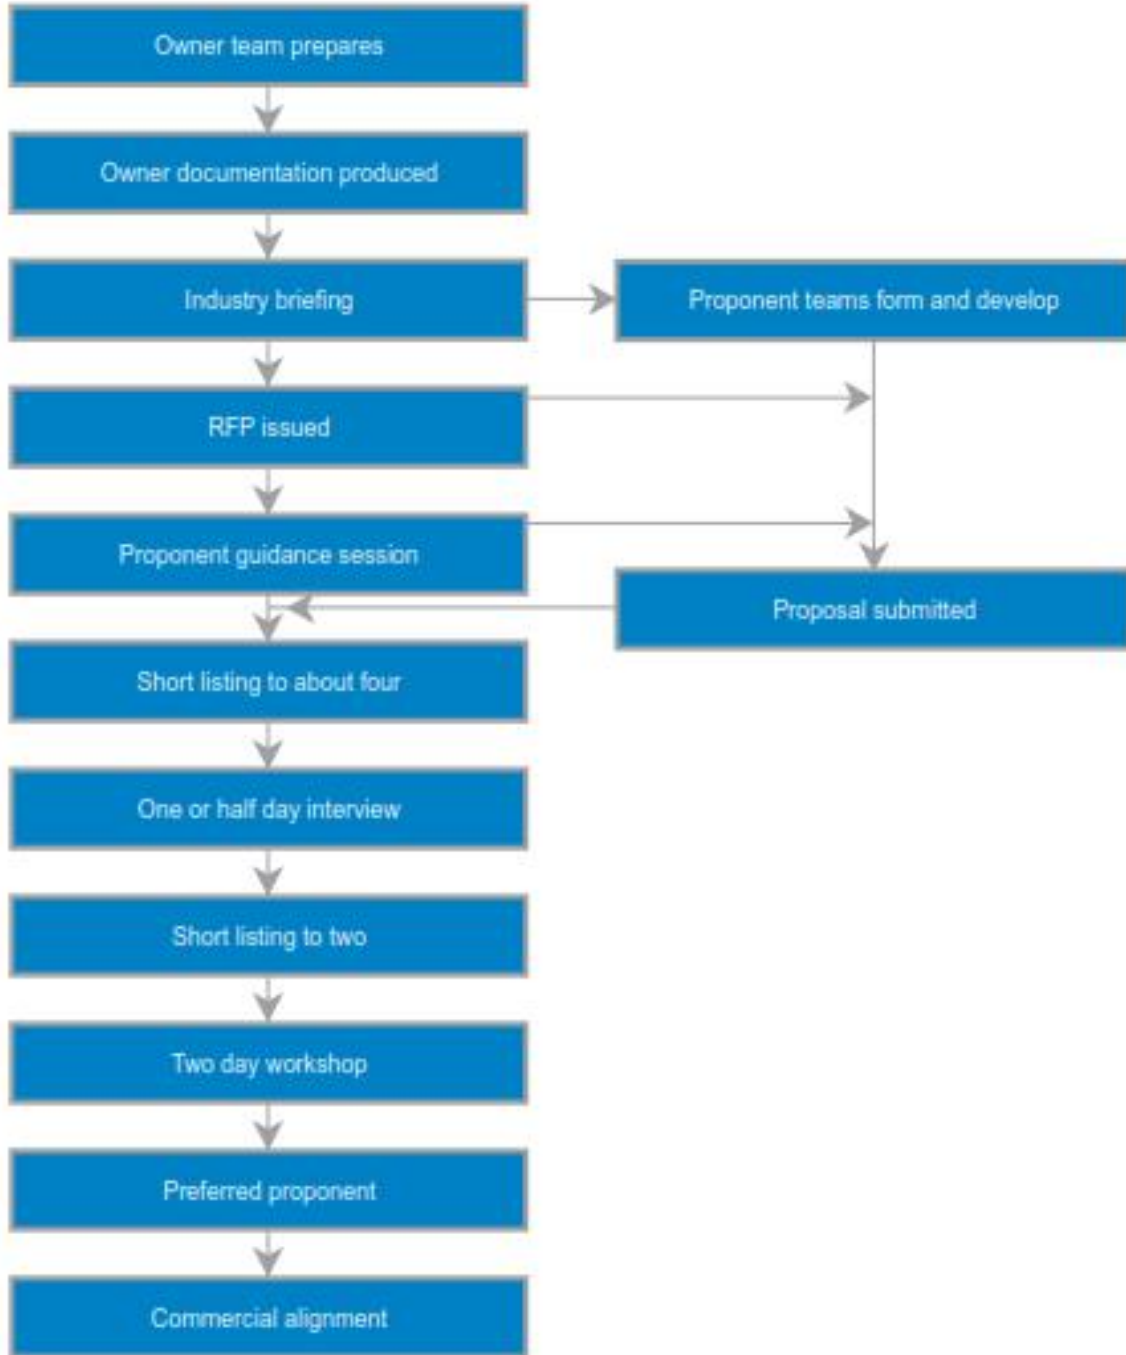 Owner team prepares
Owner documentation produced
Industry briefing
Proponent teams form and develop
RFP issued
Proponent guidance session
Proposal submitted
Short listing to about four
One or half day interview
Short listing to two
Two day workshop
Preferred proponent
Commercial alignment